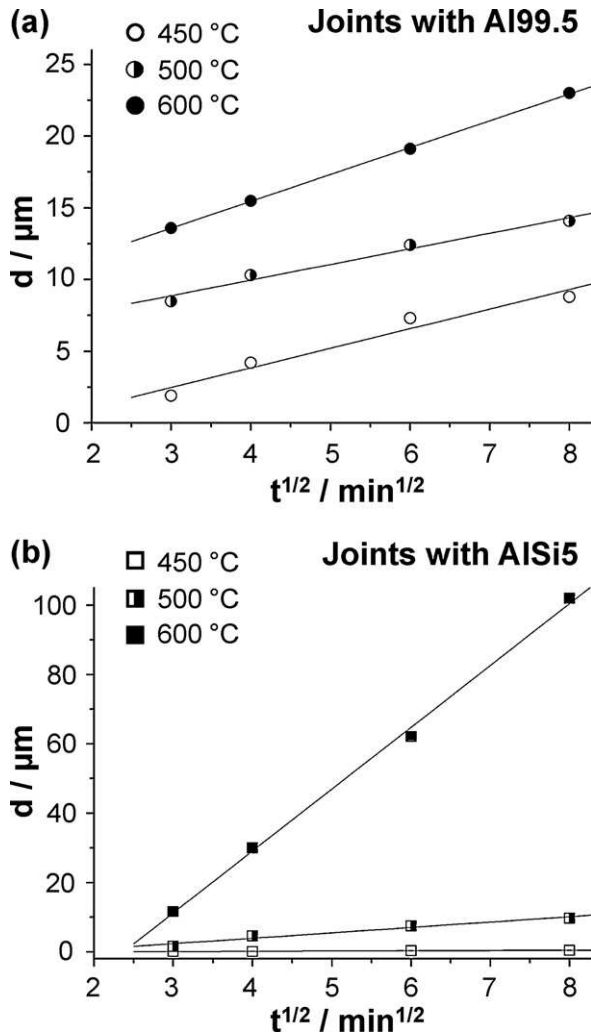 (a) Joints with Al99.5
450 °C
500 °C
600 °C
25
20
15
10
5
0
d / µm
2 3 4 5 6 7 8
t1/2 / min1/2
(b) Joints with AlSi5
450 °C
500 °C
600 °C
100
80
60
40
20
0
d / µm
2 3 4 5 6 7 8
t1/2 / min1/2